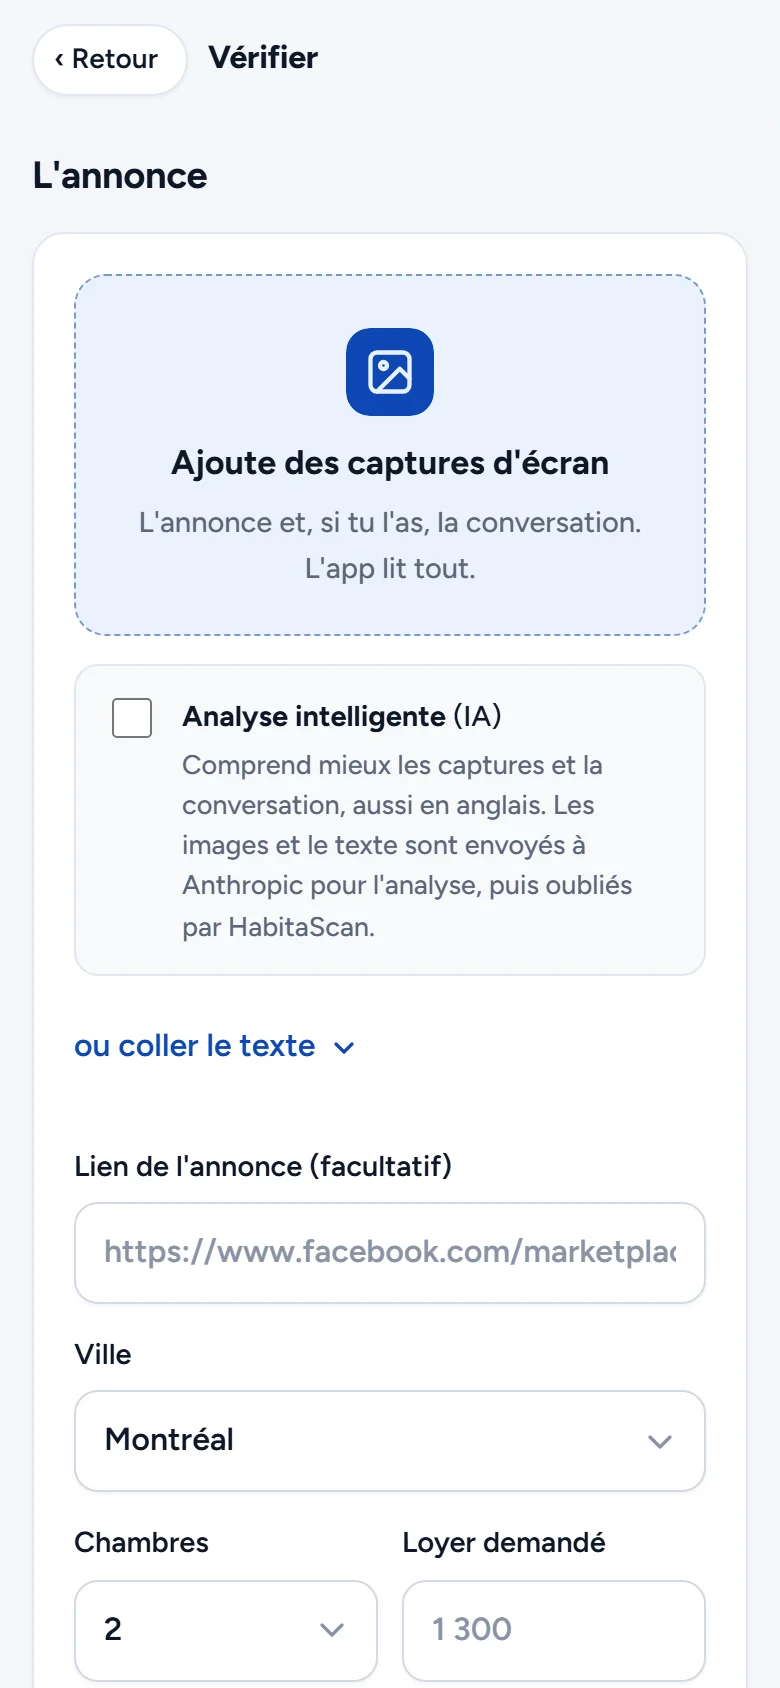 ‹ Retour
Vérifier
L'annonce
Ajoute des captures d'écran
L'annonce et, si tu l'as, la conversation.
L'app lit tout.
Analyse intelligente (IA)
Comprend mieux les captures et la
conversation, aussi en anglais. Les
images et le texte sont envoyés à
Anthropic pour l'analyse, puis oubliés
par HabitaScan.
ou coller le texte
Lien de l'annonce (facultatif)
https://www.facebook.com/marketplac
Ville
Montréal
Chambres
Loyer demandé
2
1 300